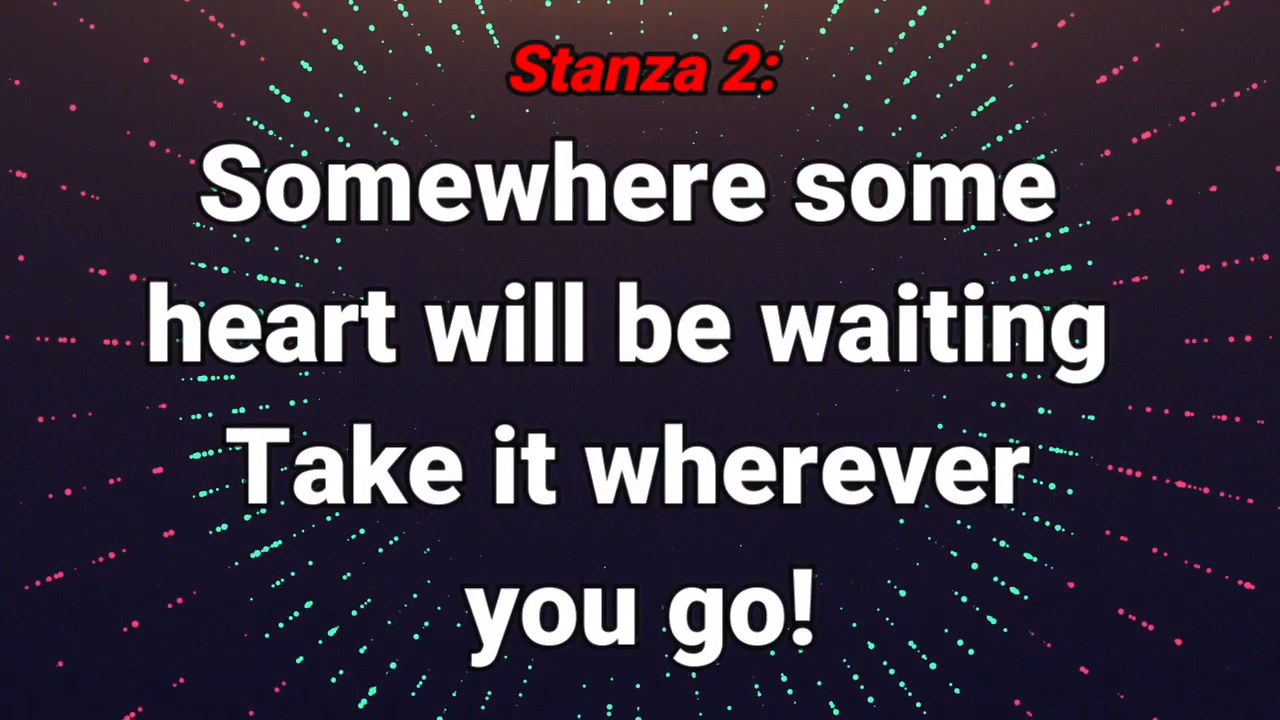 Stanza 2:
Somewhere some
heart will be waiting
Take it wherever
you go!